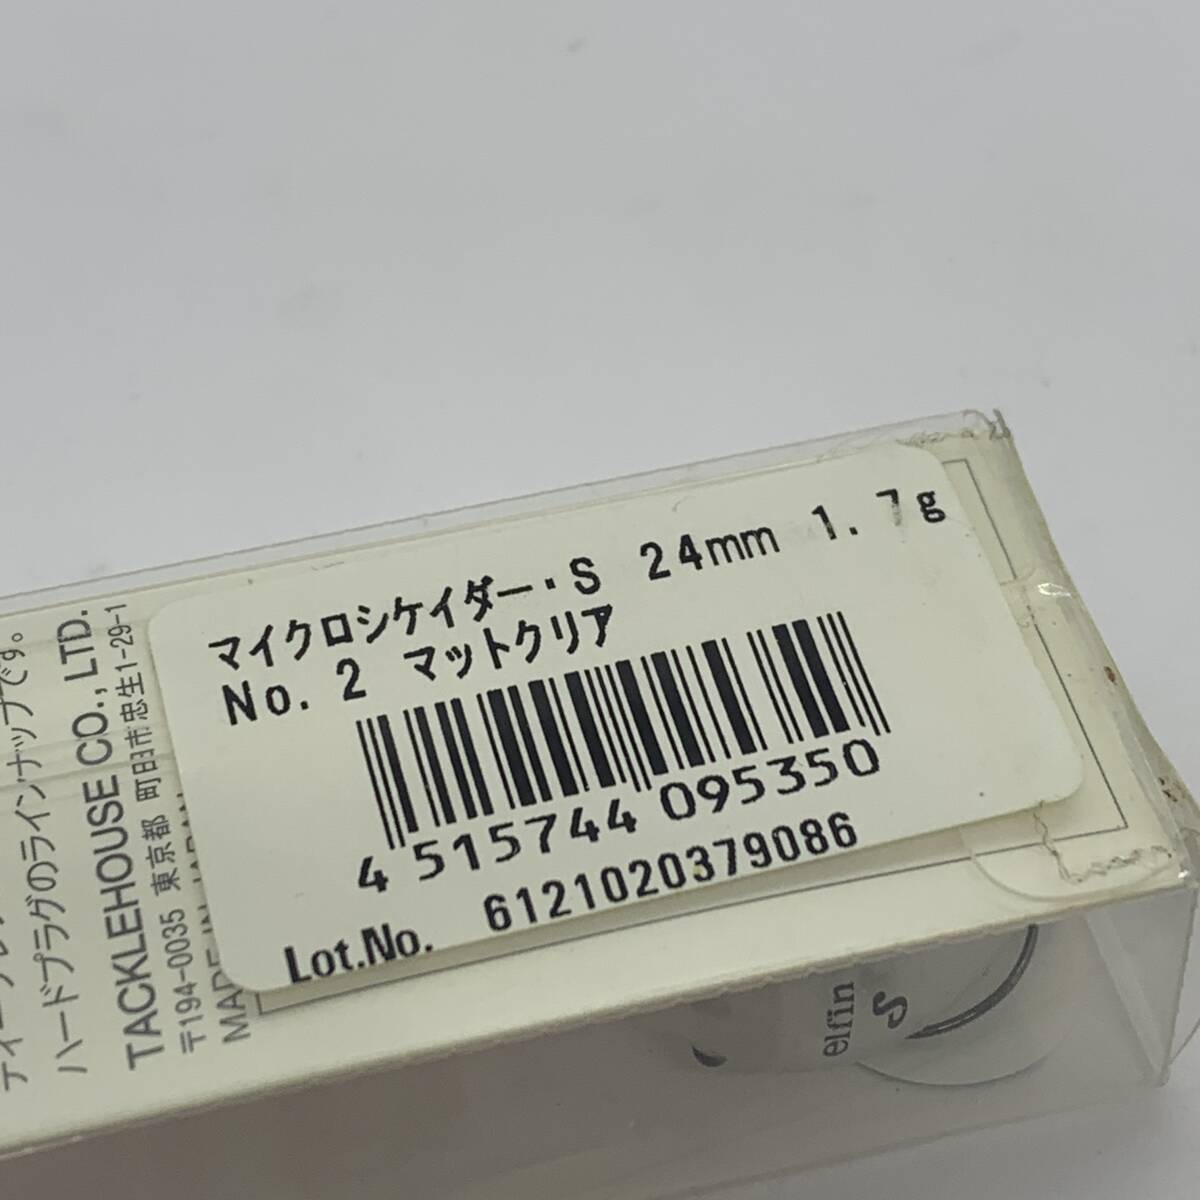 マイクロシケイダー・S 24mm 1.7g
No.2 マットクリア
4 515744 095350
Lot.No. 6121020379086
ハードプラグのラインナップです。
TACKLEHOUSE CO., LTD.
〒194-0035 東京都 町田市忠生1-29-1
elfin
S